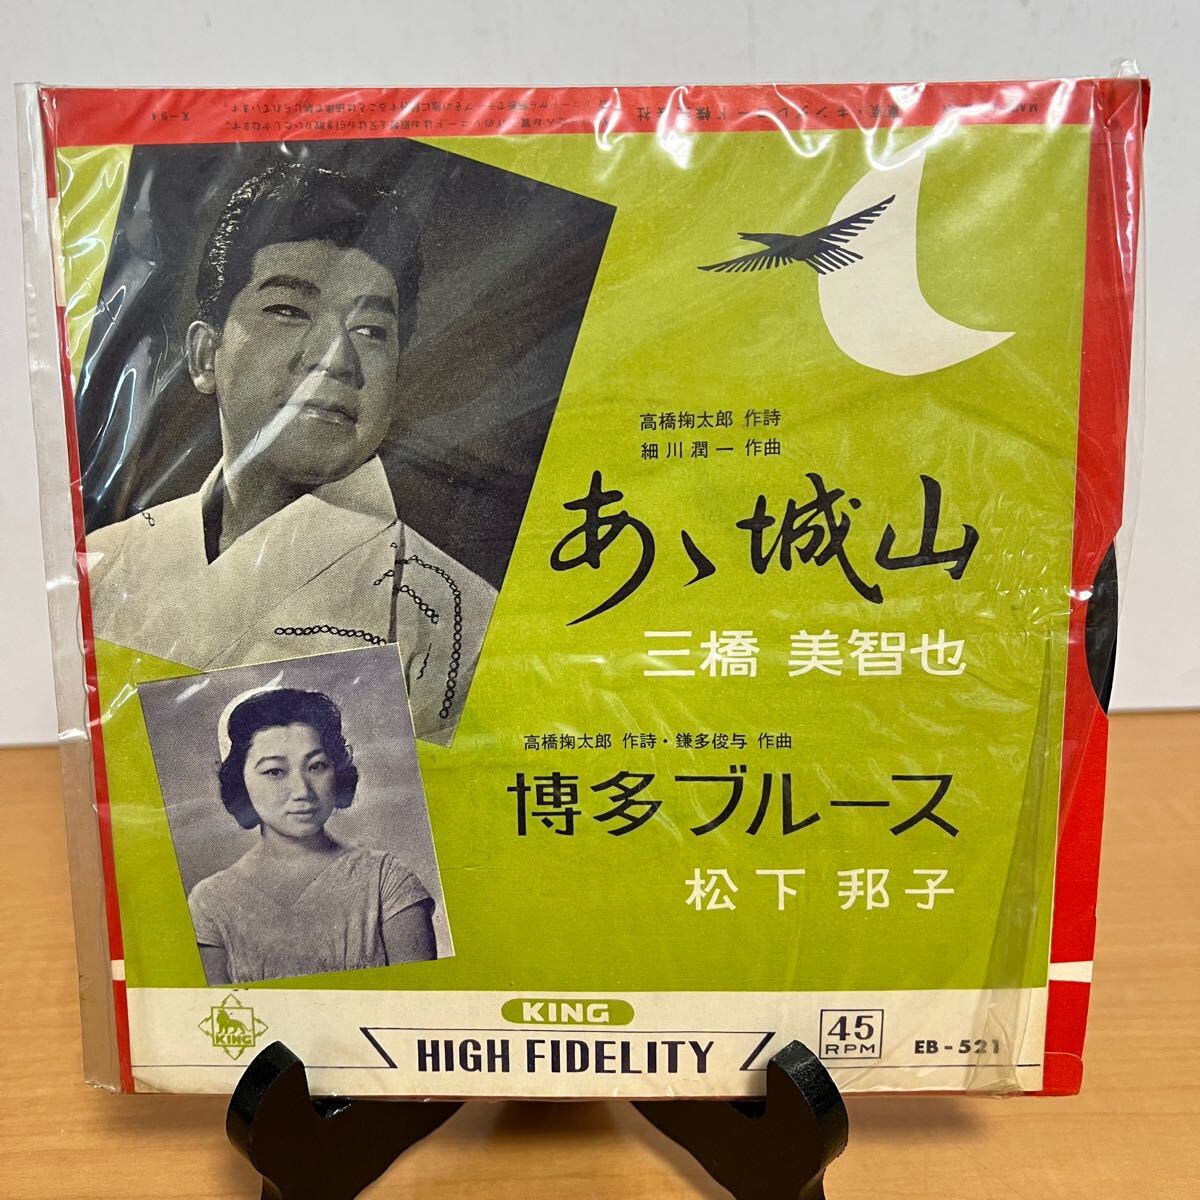 X-94
高橋掬太郎 作詩
細川潤一 作曲
あゝ城山
三橋 美智也
高橋掬太郎 作詩・鎌多俊与 作曲
博多ブルース
松下 邦子
KING
KING
HIGH FIDELITY
45
RPM
EB-521